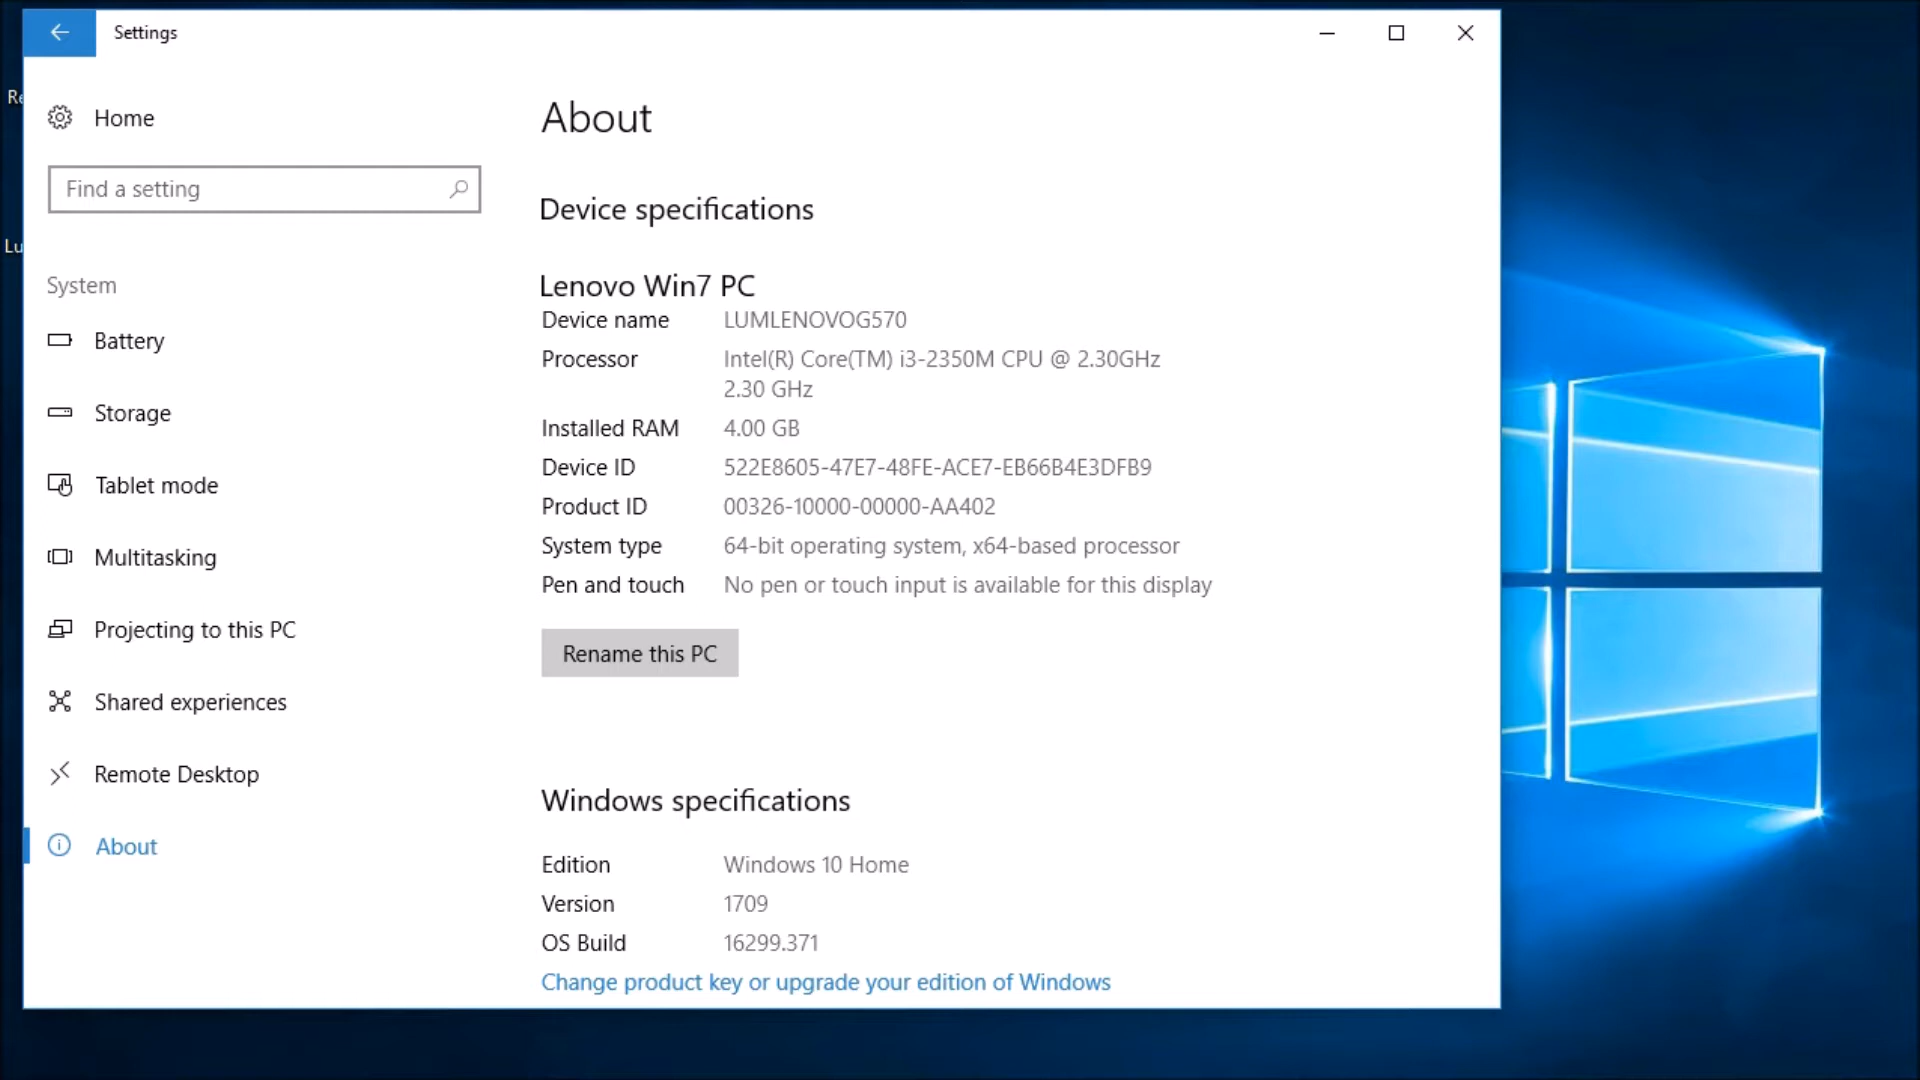 Settings
Home
Find a setting
System
Battery
Storage
Tablet mode
Multitasking
Projecting to this PC
Shared experiences
Remote Desktop
About
About
Device specifications
Lenovo Win7 PC
Device name LUMLENOVOG570
Processor Intel(R) Core(TM) i3-2350M CPU @ 2.30GHz
2.30 GHz
Installed RAM 4.00 GB
Device ID 522E8605-47E7-48FE-ACE7-EB66B4E3DFB9
Product ID 00326-10000-00000-AA402
System type 64-bit operating system, x64-based processor
Pen and touch No pen or touch input is available for this display
Rename this PC
Windows specifications
Edition Windows 10 Home
Version 1709
OS Build 16299.371
Change product key or upgrade your edition of Windows